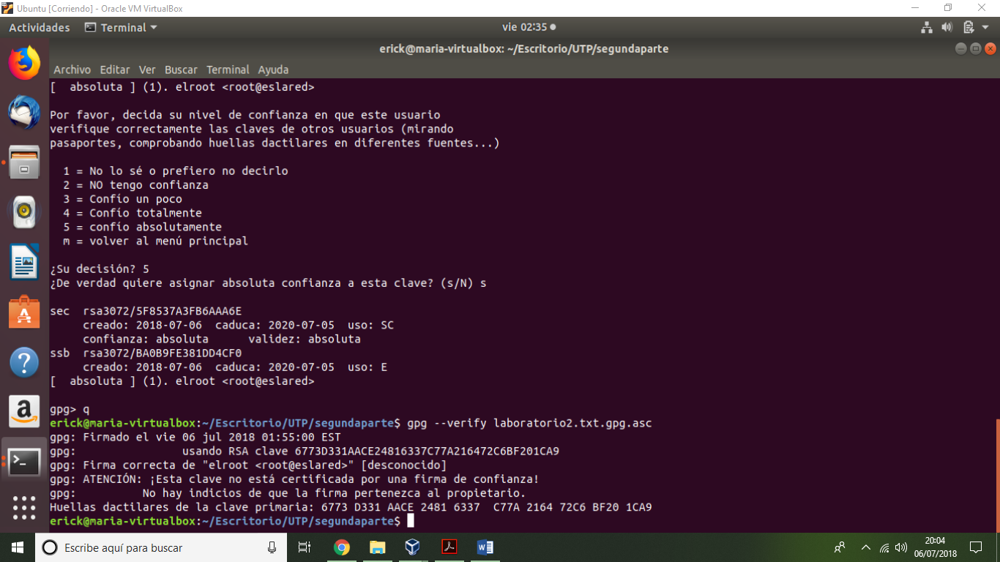 Ubuntu [Corriendo] - Oracle VM VirtualBox
Actividades Terminal vie 02:35
erick@maria-virtualbox: ~/Escritorio/UTP/segundaparte
Archivo Editar Ver Buscar Terminal Ayuda
[  absoluta ] (1). elroot <root@eslared>
Por favor, decida su nivel de confianza en que este usuario
verifique correctamente las claves de otros usuarios (mirando
pasaportes, comprobando huellas dactilares en diferentes fuentes...)
1 = No lo sé o prefiero no decirlo
2 = NO tengo confianza
3 = Confío un poco
4 = Confío totalmente
5 = confío absolutamente
m = volver al menú principal
¿Su decisión? 5
¿De verdad quiere asignar absoluta confianza a esta clave? (s/N) s
sec  rsa3072/5F8537A3FB6AAA6E
creado: 2018-07-06  caduca: 2020-07-05  uso: SC
confianza: absoluta      validez: absoluta
ssb  rsa3072/BA0B9FE381DD4CF0
creado: 2018-07-06  caduca: 2020-07-05  uso: E
[  absoluta ] (1). elroot <root@eslared>
gpg> q
erick@maria-virtualbox:~/Escritorio/UTP/segundaparte$ gpg --verify laboratorio2.txt.gpg.asc
gpg: Firmado el vie 06 jul 2018 01:55:00 EST
gpg:                usando RSA clave 6773D331AACE24816337C77A216472C6BF201CA9
gpg: Firma correcta de "elroot <root@eslared>" [desconocido]
gpg: ATENCIÓN: ¡Esta clave no está certificada por una firma de confianza!
gpg:          No hay indicios de que la firma pertenezca al propietario.
Huellas dactilares de la clave primaria: 6773 D331 AACE 2481 6337  C77A 2164 72C6 BF20 1CA9
erick@maria-virtualbox:~/Escritorio/UTP/segundaparte$
Escribe aquí para buscar
20:04
06/07/2018